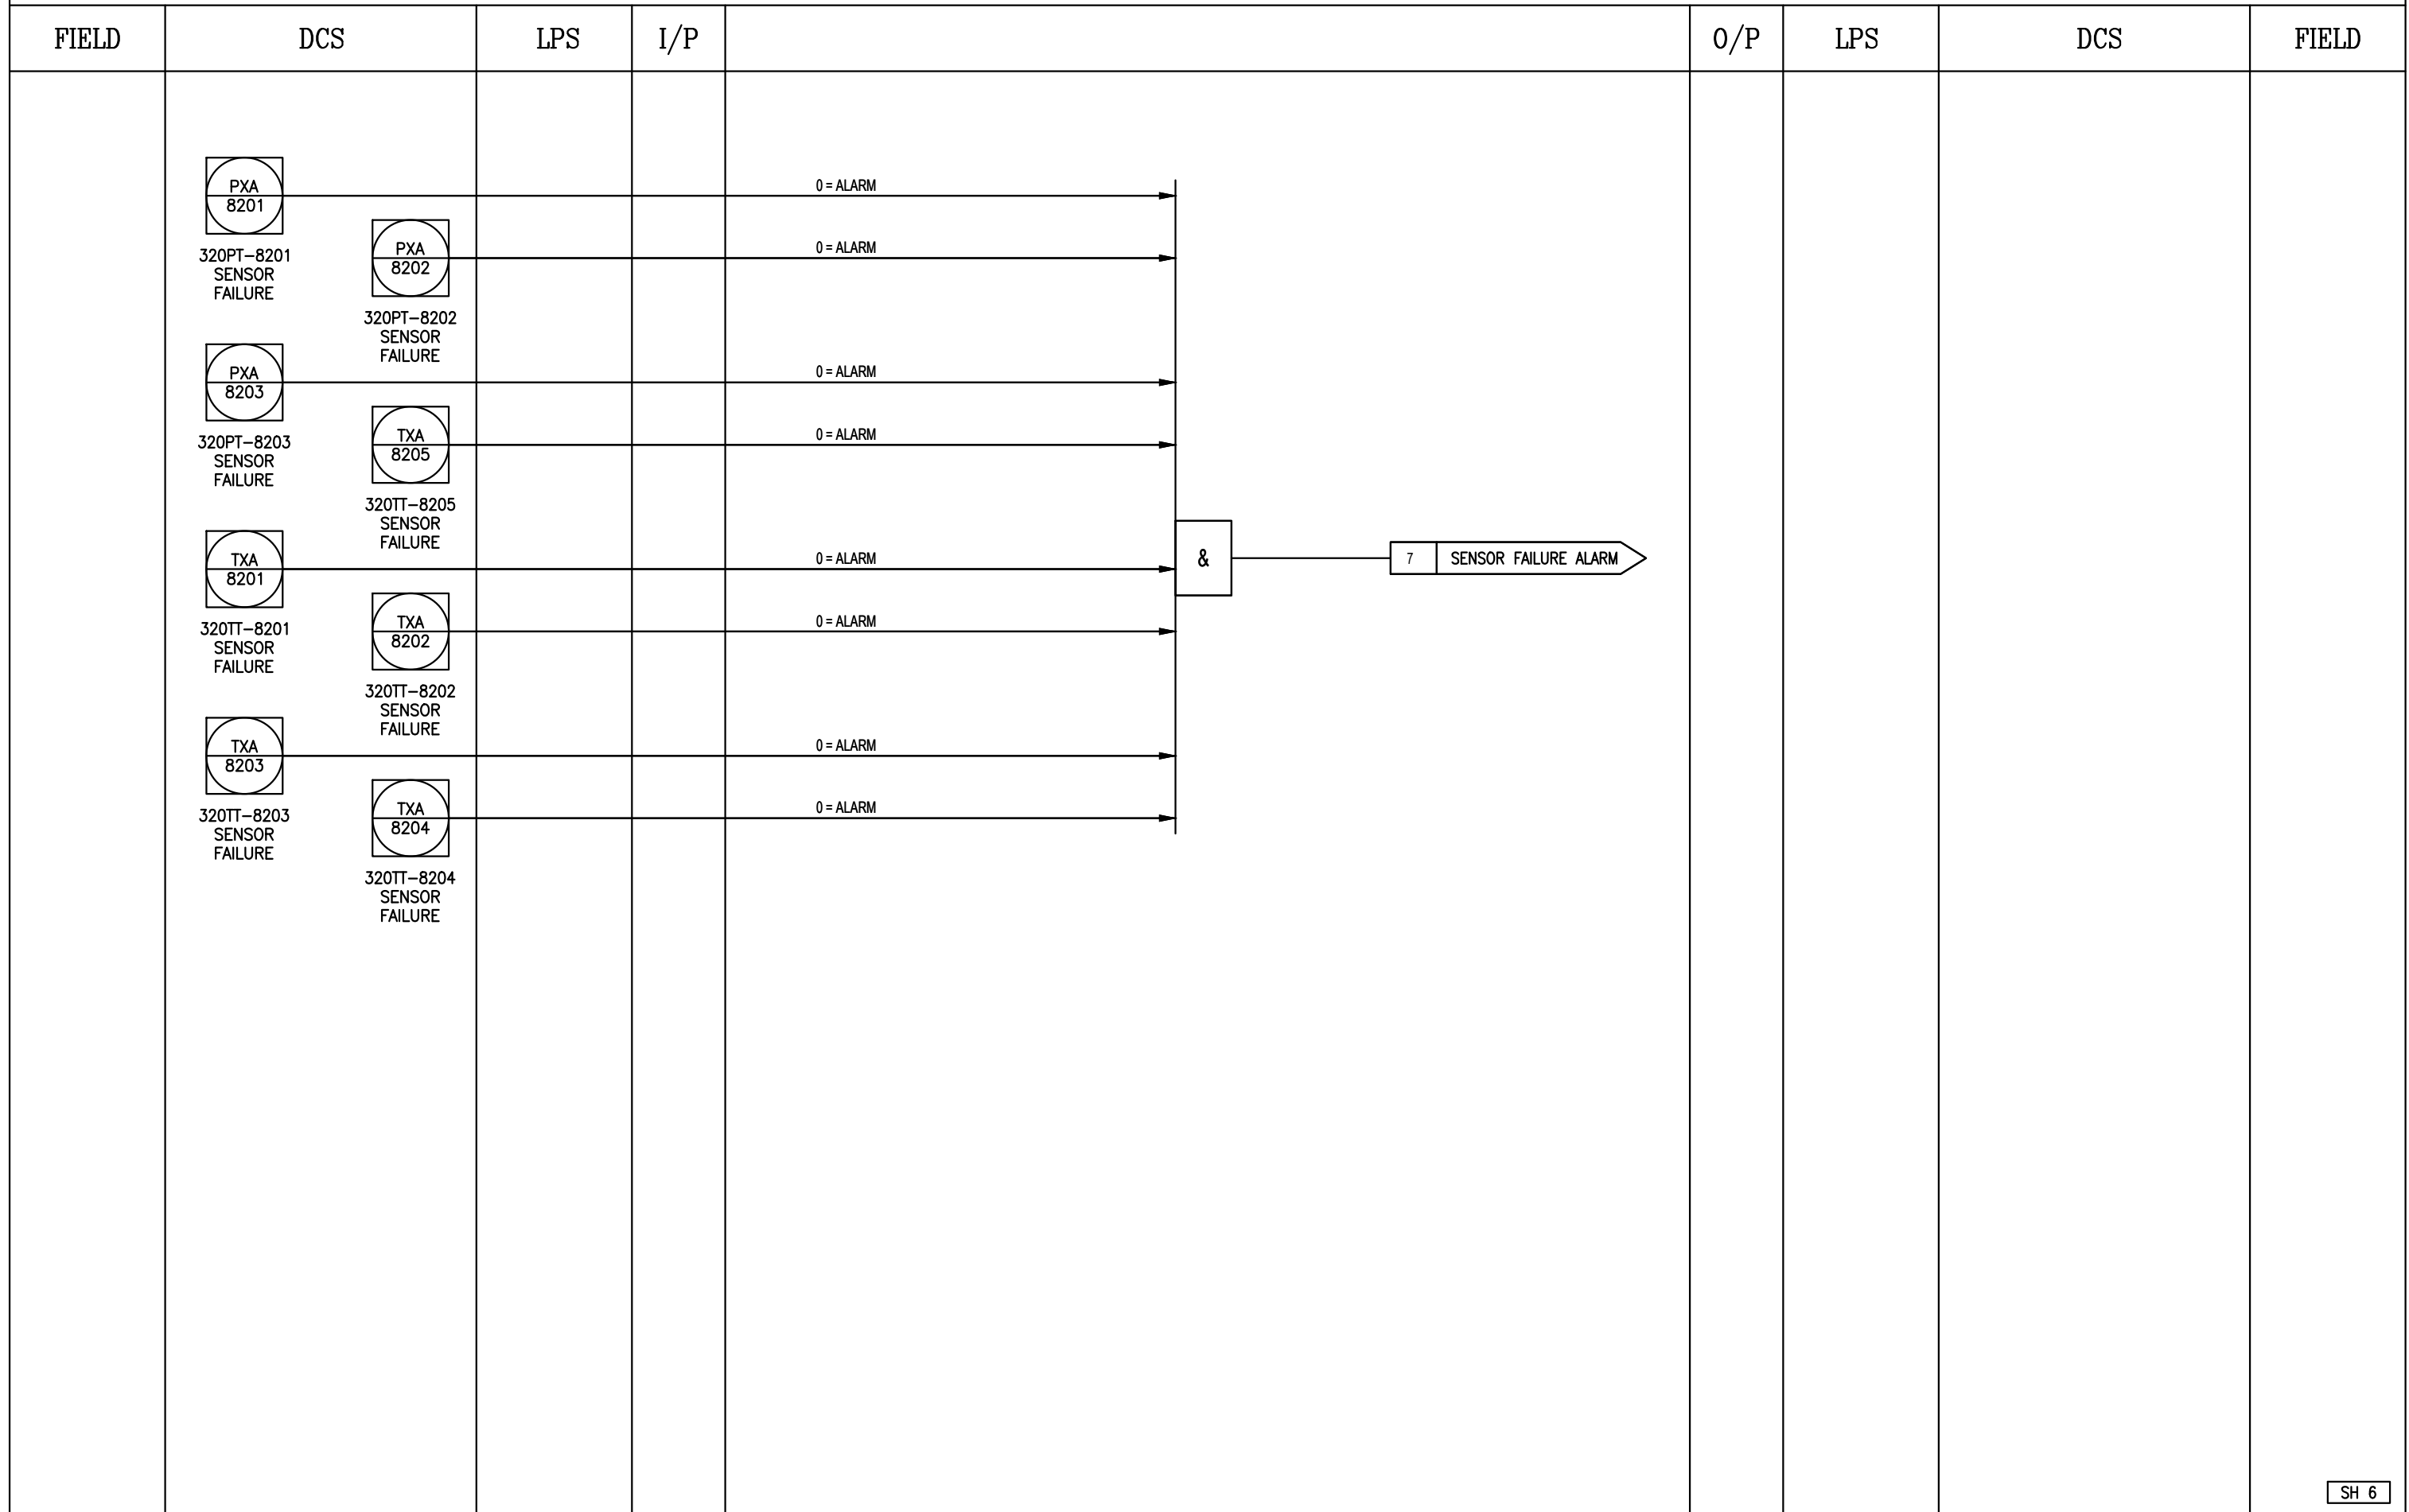 FIELD DCS LPS I/P O/P LPS DCS FIELD
PXA
8201
320PT-8201
SENSOR
FAILURE
0 = ALARM
PXA
8202
320PT-8202
SENSOR
FAILURE
0 = ALARM
PXA
8203
320PT-8203
SENSOR
FAILURE
0 = ALARM
TXA
8205
320TT-8205
SENSOR
FAILURE
0 = ALARM
TXA
8201
320TT-8201
SENSOR
FAILURE
0 = ALARM
TXA
8202
320TT-8202
SENSOR
FAILURE
0 = ALARM
TXA
8203
320TT-8203
SENSOR
FAILURE
0 = ALARM
TXA
8204
320TT-8204
SENSOR
FAILURE
0 = ALARM
&
7 SENSOR FAILURE ALARM
SH 6